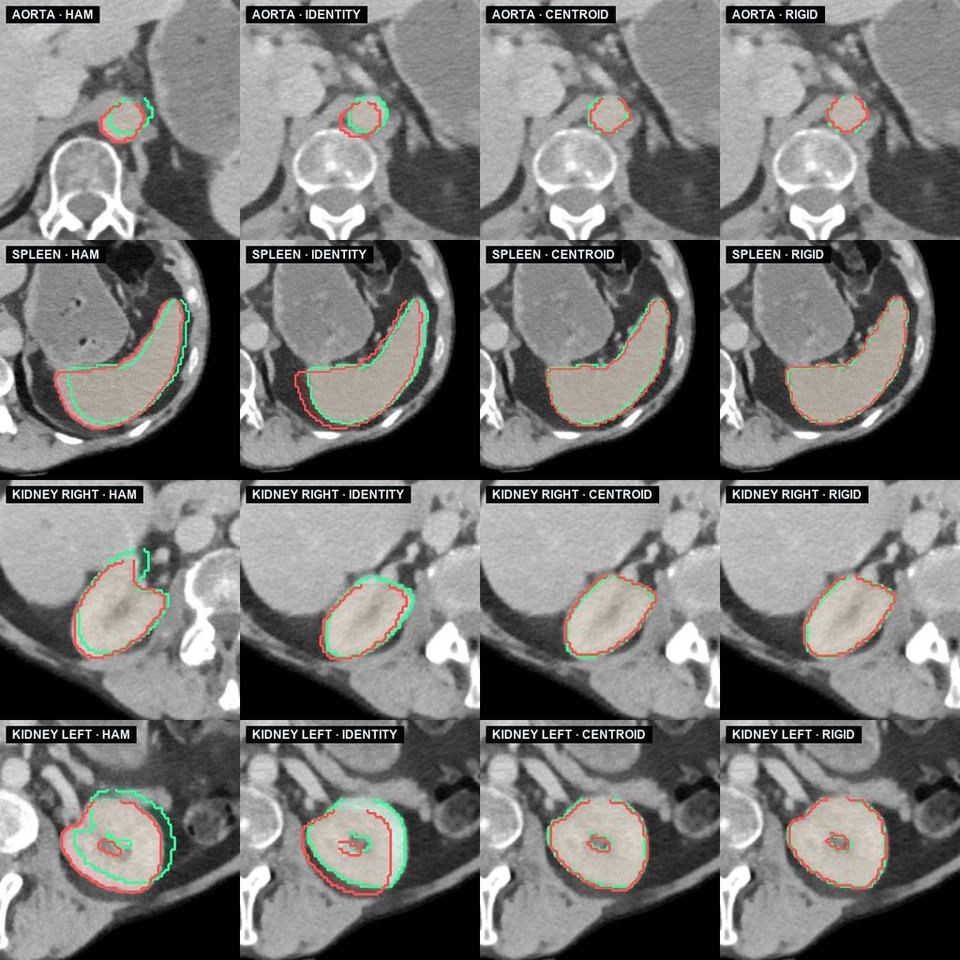 AORTA · HAM
AORTA · IDENTITY
AORTA · CENTROID
AORTA · RIGID
SPLEEN · HAM
SPLEEN · IDENTITY
SPLEEN · CENTROID
SPLEEN · RIGID
KIDNEY RIGHT · HAM
KIDNEY RIGHT · IDENTITY
KIDNEY RIGHT · CENTROID
KIDNEY RIGHT · RIGID
KIDNEY LEFT · HAM
KIDNEY LEFT · IDENTITY
KIDNEY LEFT · CENTROID
KIDNEY LEFT · RIGID